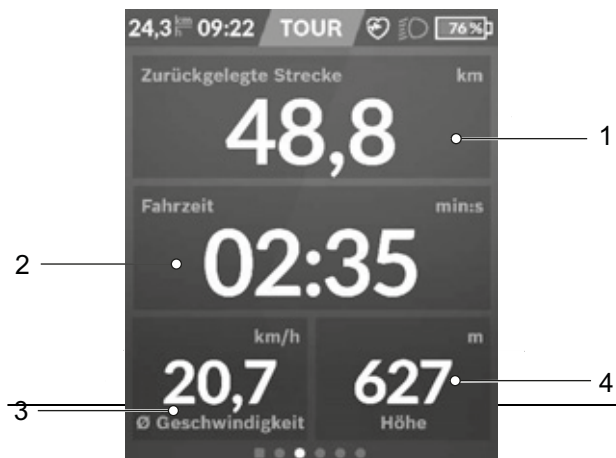 24,3 km/h 09:22 TOUR 76 %
Zurückgelegte Strecke km
48,8
1
Fahrzeit min:s
02:35
2
km/h
20,7
Ø Geschwindigkeit
3
m
627
Höhe
4